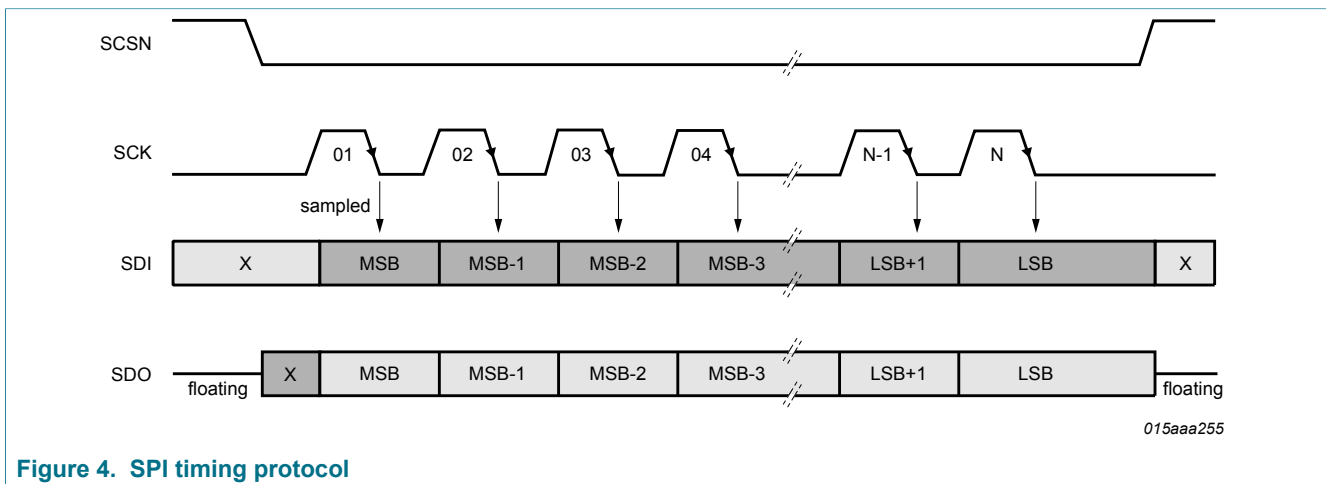 SCSN
SCK
01 02 03 04 N-1 N
sampled
SDI
X MSB MSB-1 MSB-2 MSB-3 LSB+1 LSB X
SDO
floating
X MSB MSB-1 MSB-2 MSB-3 LSB+1 LSB
floating
015aaa255
Figure 4. SPI timing protocol